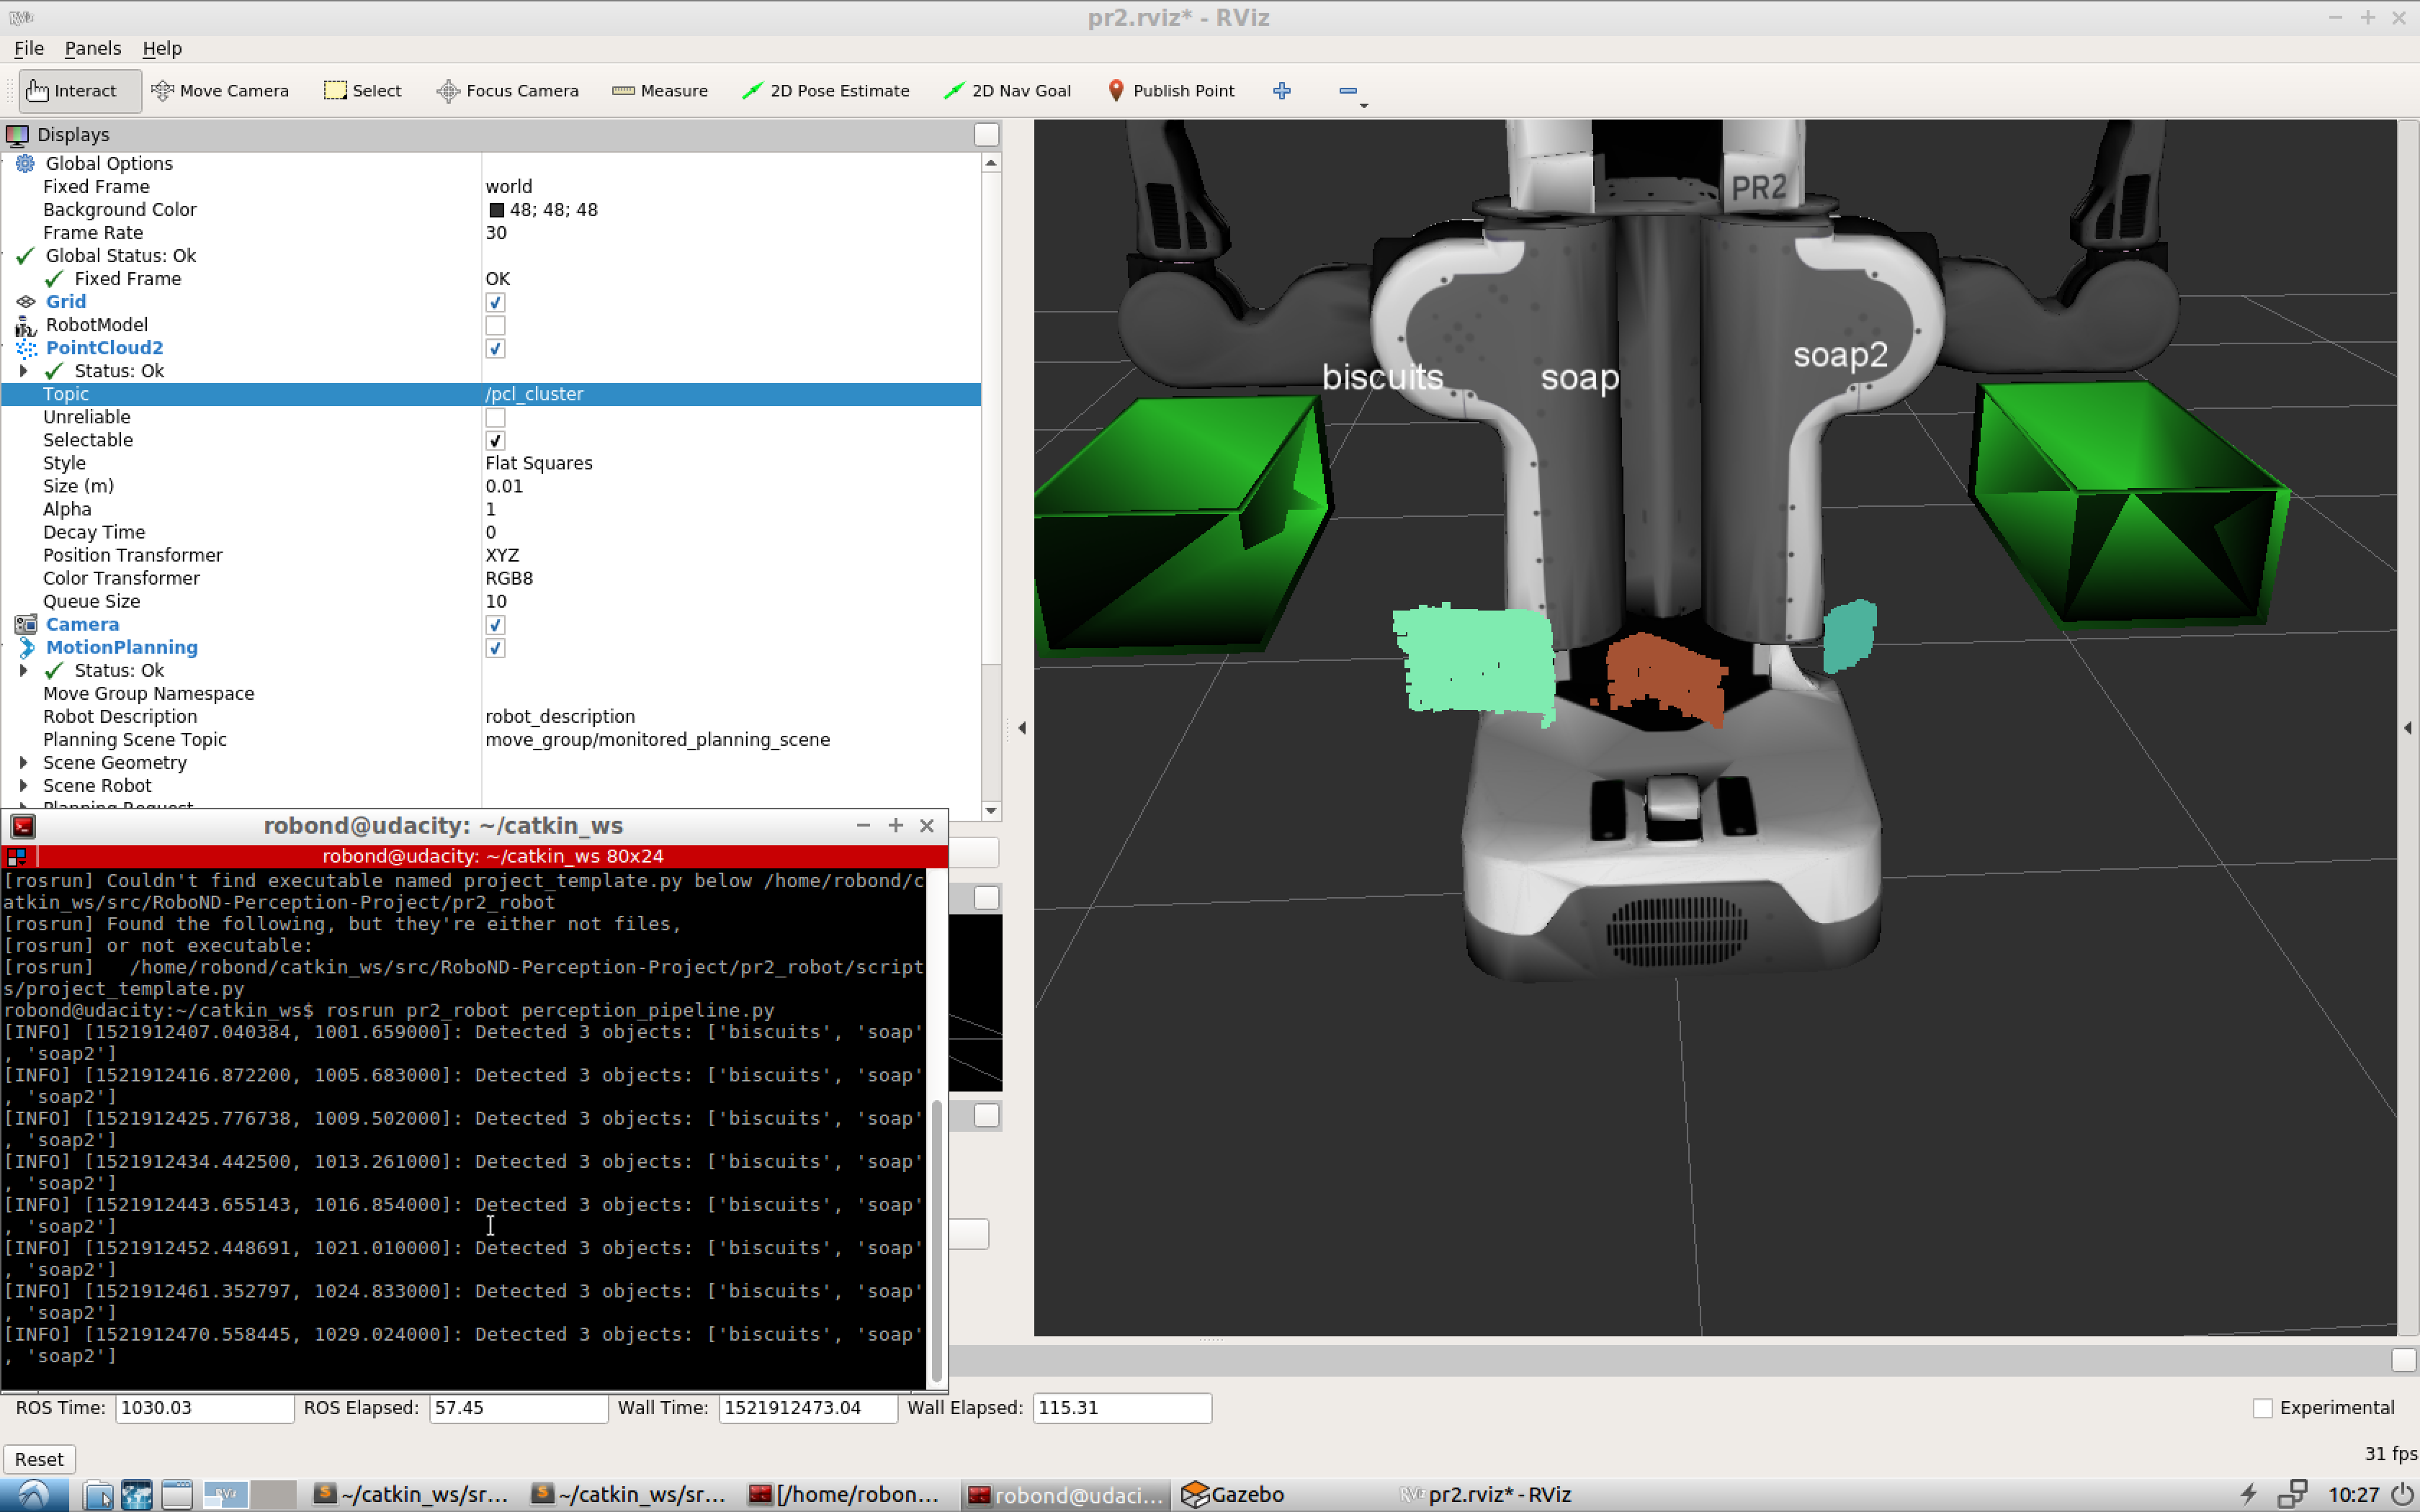 pr2.rviz* - RViz
File Panels Help
Interact Move Camera Select Focus Camera Measure 2D Pose Estimate 2D Nav Goal Publish Point
Displays
Global Options
Fixed Frame world
Background Color 48; 48; 48
Frame Rate 30
Global Status: Ok
Fixed Frame OK
Grid
RobotModel
PointCloud2
Status: Ok
Topic /pcl_cluster
Unreliable
Selectable
Style Flat Squares
Size (m) 0.01
Alpha 1
Decay Time 0
Position Transformer XYZ
Color Transformer RGB8
Queue Size 10
Camera
MotionPlanning
Status: Ok
Move Group Namespace
Robot Description robot_description
Planning Scene Topic move_group/monitored_planning_scene
Scene Geometry
Scene Robot
Planning Request
PR2
biscuits soap soap2
robond@udacity: ~/catkin_ws
robond@udacity: ~/catkin_ws 80x24
[rosrun] Couldn't find executable named project_template.py below /home/robond/c
atkin_ws/src/RoboND-Perception-Project/pr2_robot
[rosrun] Found the following, but they're either not files,
[rosrun] or not executable:
[rosrun]   /home/robond/catkin_ws/src/RoboND-Perception-Project/pr2_robot/script
s/project_template.py
robond@udacity:~/catkin_ws$ rosrun pr2_robot perception_pipeline.py
[INFO] [1521912407.040384, 1001.659000]: Detected 3 objects: ['biscuits', 'soap'
, 'soap2']
[INFO] [1521912416.872200, 1005.683000]: Detected 3 objects: ['biscuits', 'soap'
, 'soap2']
[INFO] [1521912425.776738, 1009.502000]: Detected 3 objects: ['biscuits', 'soap'
, 'soap2']
[INFO] [1521912434.442500, 1013.261000]: Detected 3 objects: ['biscuits', 'soap'
, 'soap2']
[INFO] [1521912443.655143, 1016.854000]: Detected 3 objects: ['biscuits', 'soap'
, 'soap2']
[INFO] [1521912452.448691, 1021.010000]: Detected 3 objects: ['biscuits', 'soap'
, 'soap2']
[INFO] [1521912461.352797, 1024.833000]: Detected 3 objects: ['biscuits', 'soap'
, 'soap2']
[INFO] [1521912470.558445, 1029.024000]: Detected 3 objects: ['biscuits', 'soap'
, 'soap2']
ROS Time: 1030.03 ROS Elapsed: 57.45 Wall Time: 1521912473.04 Wall Elapsed: 115.31 Experimental
Reset 31 fps
~/catkin_ws/sr... ~/catkin_ws/sr... [/home/robon... robond@udaci... Gazebo pr2.rviz* - RViz 10:27